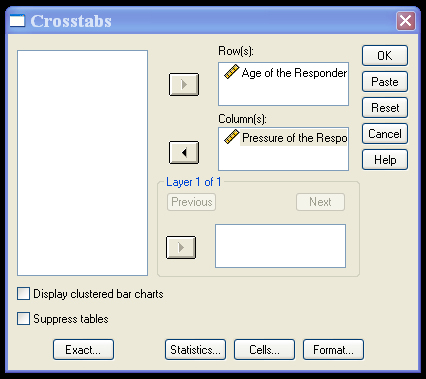 Crosstabs
Row(s):
Age of the Responder
Column(s):
Pressure of the Respo
Layer 1 of 1
Previous
Next
Display clustered bar charts
Suppress tables
Exact...
Statistics...
Cells...
Format...
OK
Paste
Reset
Cancel
Help